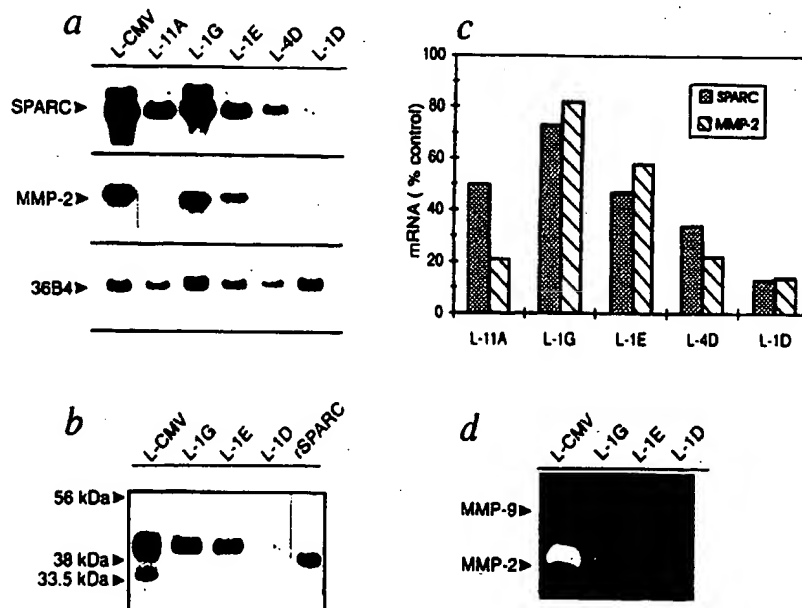 a
L-CMV L-11A L-1G L-1E L-4D L-1D
SPARC
MMP-2
36B4
c
100
80
60
40
20
0
mRNA ( % control)
SPARC
MMP-2
L-11A L-1G L-1E L-4D L-1D
b
L-CMV L-1G L-1E L-1D rSPARC
56 kDa
38 kDa
33.5 kDa
d
L-CMV L-1G L-1E L-1D
MMP-9
MMP-2